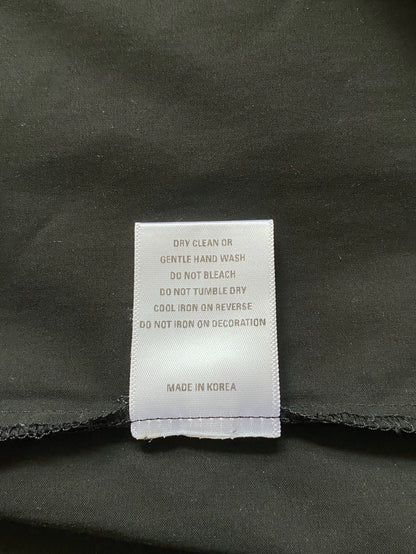 DRY CLEAN OR
GENTLE HAND WASH
DO NOT BLEACH
DO NOT TUMBLE DRY
COOL IRON ON REVERSE
DO NOT IRON ON DECORATION
MADE IN KOREA